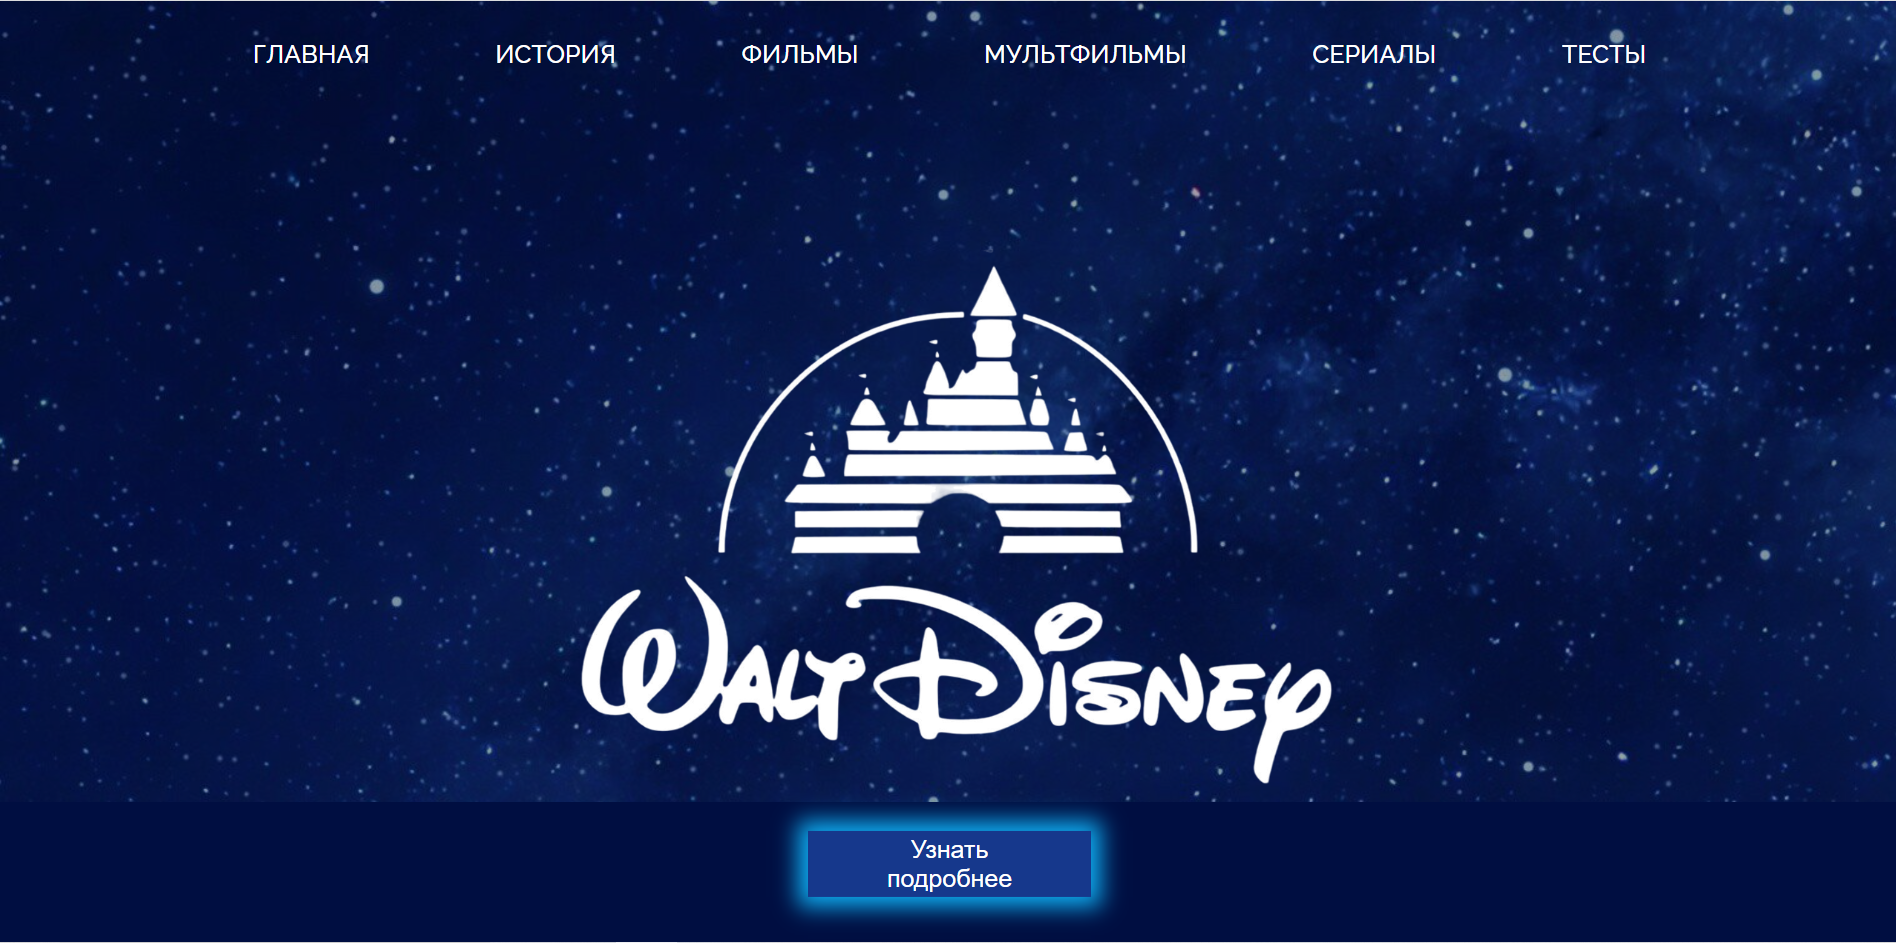 ГЛАВНАЯ ИСТОРИЯ ФИЛЬМЫ МУЛЬТФИЛЬМЫ СЕРИАЛЫ ТЕСТЫ
WALT DISNEY
Узнать
подробнее